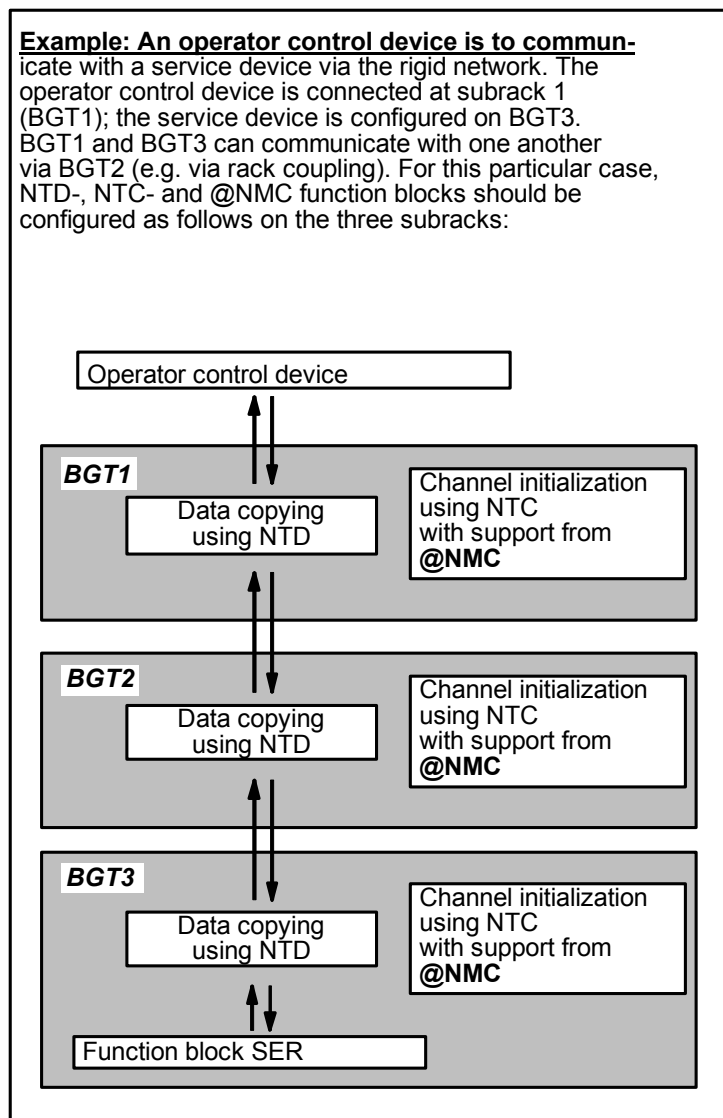 Example: An operator control device is to commun-
icate with a service device via the rigid network. The
operator control device is connected at subrack 1
(BGT1); the service device is configured on BGT3.
BGT1 and BGT3 can communicate with one another
via BGT2 (e.g. via rack coupling). For this particular case,
NTD-, NTC- and @NMC function blocks should be
configured as follows on the three subracks:
Operator control device
BGT1
Data copying
using NTD
Channel initialization
using NTC
with support from
@NMC
BGT2
Data copying
using NTD
Channel initialization
using NTC
with support from
@NMC
BGT3
Data copying
using NTD
Channel initialization
using NTC
with support from
@NMC
Function block SER